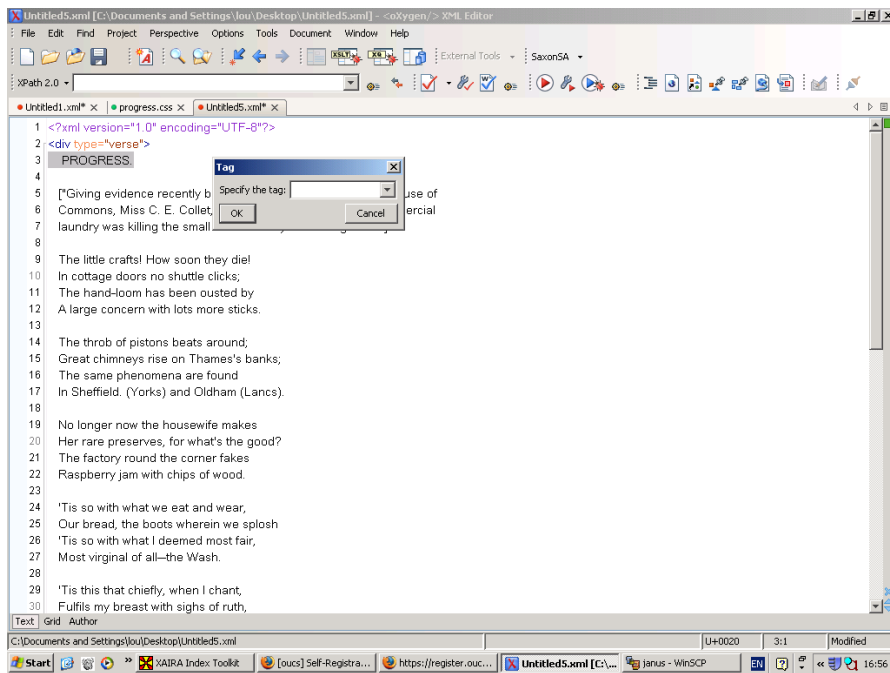 Untitled5.xml [C:\Documents and Settings\lou\Desktop\Untitled5.xml] - <oXygen/> XML Editor
File Edit Find Project Perspective Options Tools Document Window Help
External Tools SaxonSA
XPath 2.0
Untitled1.xml* progress.css Untitled5.xml*
1 <?xml version="1.0" encoding="UTF-8"?>
2 <div type="verse">
3 PROGRESS.
Tag
4
5 ["Giving evidence recently b use of
Specify the tag:
6 Commons, Miss C. E. Collet, ercial
OK Cancel
7 laundry was killing the small
8
9 The little crafts! How soon they die!
10 In cottage doors no shuttle clicks;
11 The hand-loom has been ousted by
12 A large concern with lots more sticks.
13
14 The throb of pistons beats around;
15 Great chimneys rise on Thames's banks;
16 The same phenomena are found
17 In Sheffield. (Yorks) and Oldham (Lancs).
18
19 No longer now the housewife makes
20 Her rare preserves, for what's the good?
21 The factory round the corner fakes
22 Raspberry jam with chips of wood.
23
24 'Tis so with what we eat and wear,
25 Our bread, the boots wherein we splosh
26 'Tis so with what I deemed most fair,
27 Most virginal of all—the Wash.
28
29 'Tis this that chiefly, when I chant,
30 Fulfils my breast with sighs of ruth,
Text Grid Author
C:\Documents and Settings\lou\Desktop\Untitled5.xml U+0020 3:1 Modified
Start XAIRA Index Toolkit [oucs] Self-Registra... https://register.ouc... Untitled5.xml [C:\... janus - WinSCP EN 16:56